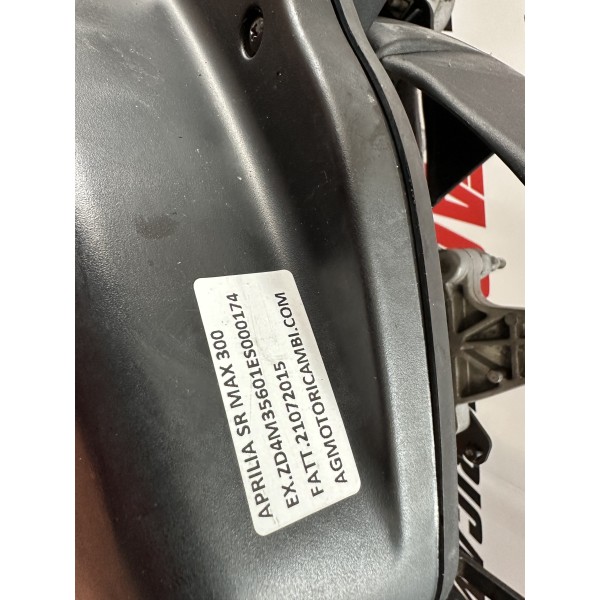 APRILIA SR MAX 300
EX.ZD4M35601ES000174
FATT.21072015
AGMOTORICAMBI.COM